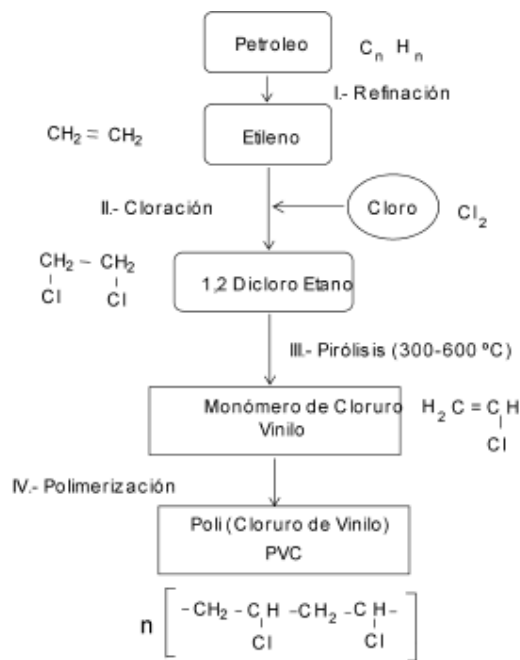 Petroleo
C n H n
I.- Refinación
CH2 = CH2
Etileno
II.- Cloración
Cloro
Cl2
CH2 - CH2
Cl Cl
1,2 Dicloro Etano
III.- Pirólisis (300-600 ºC)
Monómero de Cloruro
Vinilo
H2 C = C H
Cl
IV.- Polimerización
Poli (Cloruro de Vinilo)
PVC
n [ -CH2 - C H -CH2 - C H- ]
Cl Cl